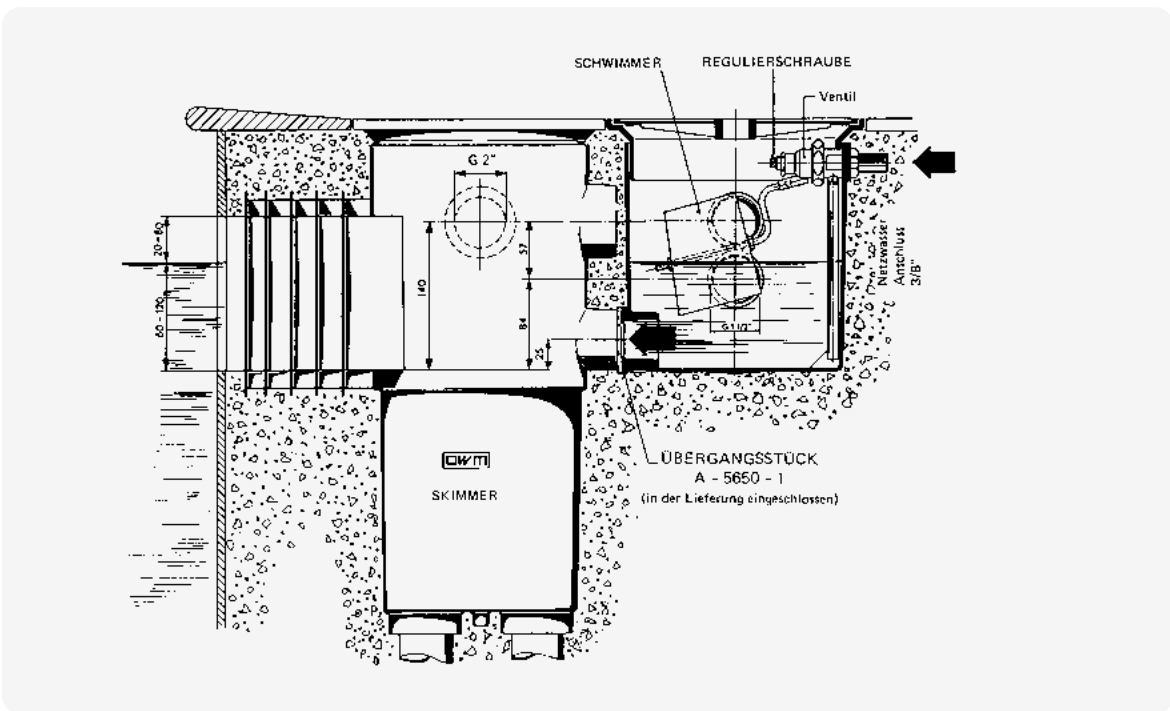 SCHWIMMER
REGULIERSCHRAUBE
Ventil
G 2"
20-80
60-120
140
57
84
25
G 1 1/2"
Netzwasser
Anschluss
3/8"
ÜBERGANGSSTÜCK
A - 5650 - 1
(in der Lieferung eingeschlossen)
OWM
SKIMMER